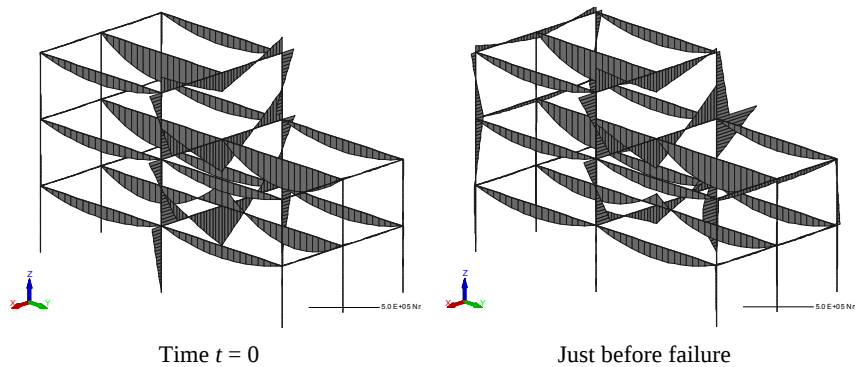 Z
X
Y
5.0 E+05 Nm
Z
X
Y
5.0 E+05 Nm
Time t = 0
Just before failure